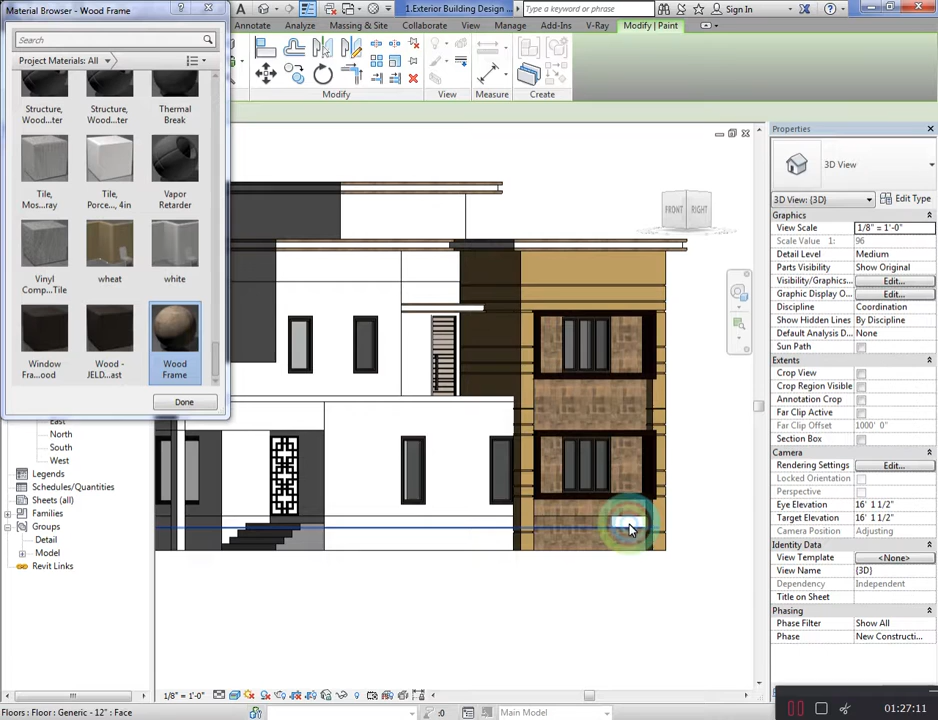 Material Browser - Wood Frame
?
1.Exterior Building Design ...
Type a keyword or phrase
Sign In
Annotate
Analyze
Massing & Site
Collaborate
View
Manage
Add-Ins
V-Ray
Modify | Paint
Search
Project Materials: All
Modify
View
Measure
Create
Structure, Wood...ter
Structure, Wood...ter
Thermal Break
Tile, Mos...ray
Tile, Porce..., 4in
Vapor Retarder
Vinyl Comp...Tile
wheat
white
Window Fra...ood
Wood - JELD...ast
Wood Frame
Done
East
North
South
West
Legends
Schedules/Quantities
Sheets (all)
Families
Groups
Detail
Model
Revit Links
FRONT
RIGHT
Properties
3D View
3D View: {3D}
Edit Type
Graphics
View Scale 1/8" = 1'-0"
Scale Value 1: 96
Detail Level Medium
Parts Visibility Show Original
Visibility/Graphics... Edit...
Graphic Display O... Edit...
Discipline Coordination
Show Hidden Lines By Discipline
Default Analysis D... None
Sun Path
Extents
Crop View
Crop Region Visible
Annotation Crop
Far Clip Active
Far Clip Offset 1000' 0"
Section Box
Camera
Rendering Settings Edit...
Locked Orientation
Perspective
Eye Elevation 16' 1 1/2"
Target Elevation 16' 1 1/2"
Camera Position Adjusting
Identity Data
View Template <None>
View Name {3D}
Dependency Independent
Title on Sheet
Phasing
Phase Filter Show All
Phase New Constructi...
1/8" = 1'-0"
Floors : Floor : Generic - 12" : Face
:0
Main Model
01:27:11